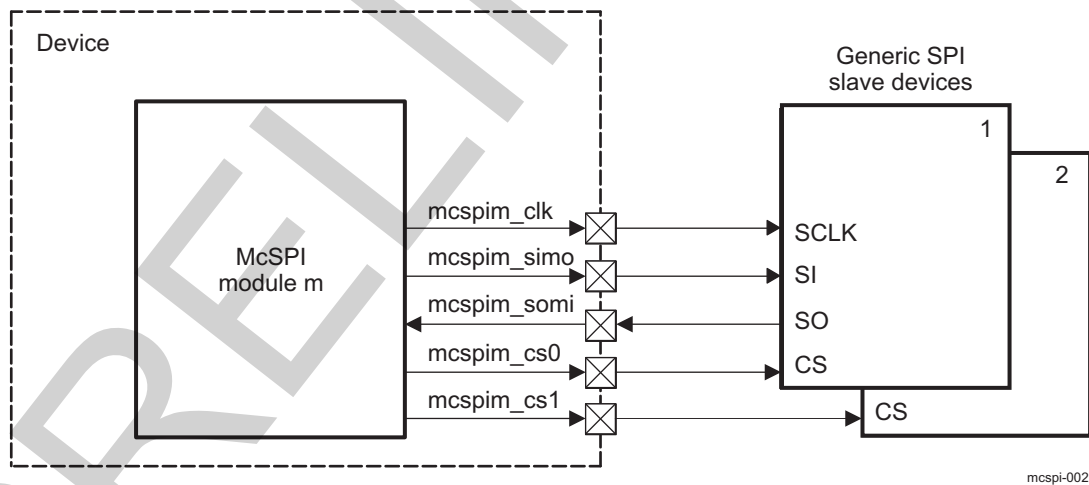 Device
Generic SPI
slave devices
1
2
McSPI
module m
mcspim_clk
mcspim_simo
mcspim_somi
mcspim_cs0
mcspim_cs1
SCLK
SI
SO
CS
CS
mcspi-002